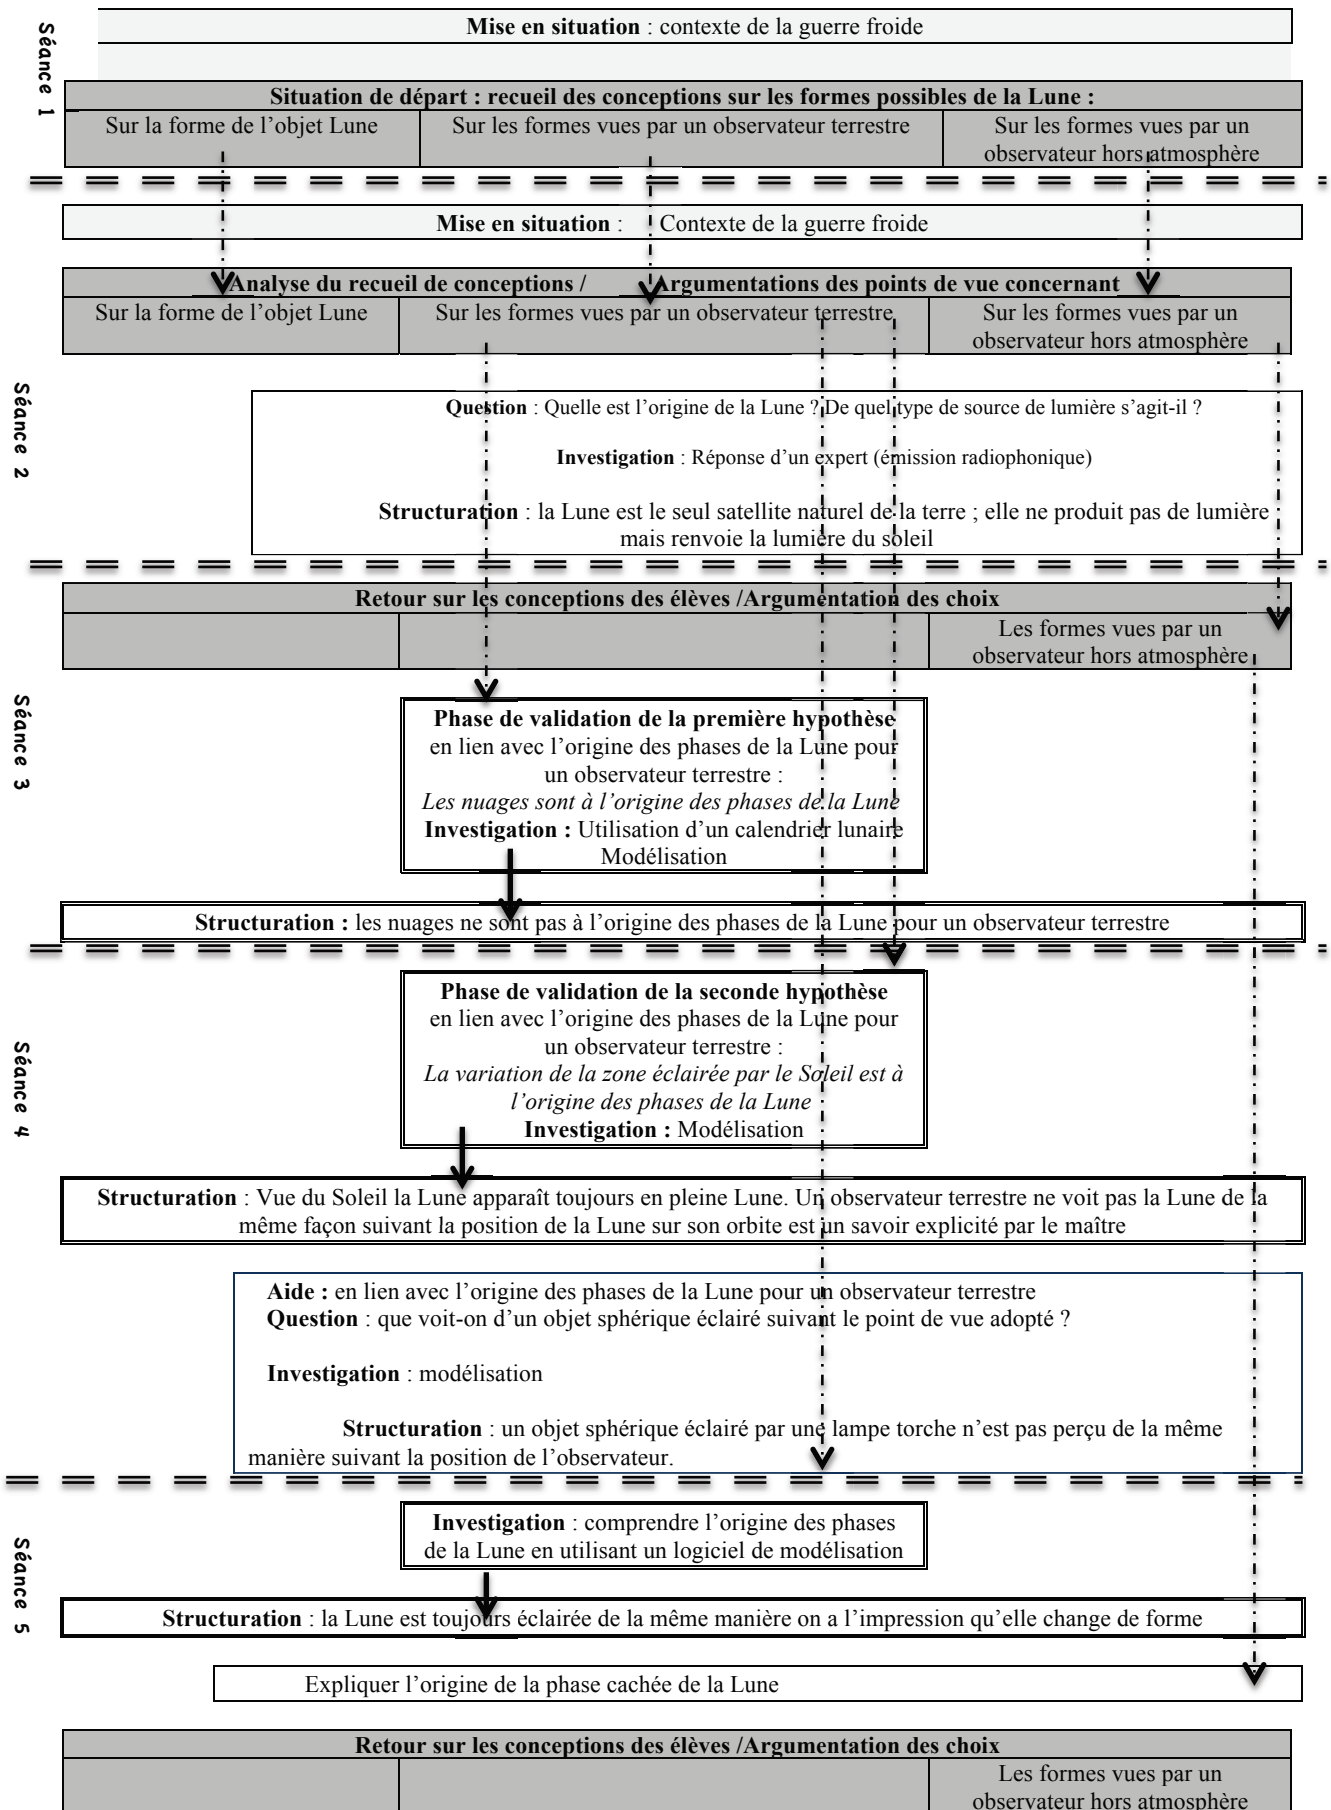 Séance 1
Mise en situation : contexte de la guerre froide
Situation de départ : recueil des conceptions sur les formes possibles de la Lune :
Sur la forme de l’objet Lune
Sur les formes vues par un observateur terrestre
Sur les formes vues par un
observateur hors atmosphère
Séance 2
Mise en situation : Contexte de la guerre froide
Analyse du recueil de conceptions / Argumentations des points de vue concernant
Sur la forme de l’objet Lune
Sur les formes vues par un observateur terrestre
Sur les formes vues par un
observateur hors atmosphère
Question : Quelle est l’origine de la Lune ? De quel type de source de lumière s’agit-il ?
Investigation : Réponse d’un expert (émission radiophonique)
Structuration : la Lune est le seul satellite naturel de la terre ; elle ne produit pas de lumière
mais renvoie la lumière du soleil
Séance 3
Retour sur les conceptions des élèves /Argumentation des choix
Les formes vues par un
observateur hors atmosphère
Phase de validation de la première hypothèse
en lien avec l’origine des phases de la Lune pour
un observateur terrestre :
Les nuages sont à l’origine des phases de la Lune
Investigation : Utilisation d’un calendrier lunaire
Modélisation
Structuration : les nuages ne sont pas à l’origine des phases de la Lune pour un observateur terrestre
Séance 4
Phase de validation de la seconde hypothèse
en lien avec l’origine des phases de la Lune pour
un observateur terrestre :
La variation de la zone éclairée par le Soleil est à
l’origine des phases de la Lune
Investigation : Modélisation
Structuration : Vue du Soleil la Lune apparaît toujours en pleine Lune. Un observateur terrestre ne voit pas la Lune de la
même façon suivant la position de la Lune sur son orbite est un savoir explicité par le maître
Aide : en lien avec l’origine des phases de la Lune pour un observateur terrestre
Question : que voit-on d’un objet sphérique éclairé suivant le point de vue adopté ?
Investigation : modélisation
Structuration : un objet sphérique éclairé par une lampe torche n’est pas perçu de la même
manière suivant la position de l’observateur.
Séance 5
Investigation : comprendre l’origine des phases
de la Lune en utilisant un logiciel de modélisation
Structuration : la Lune est toujours éclairée de la même manière on a l’impression qu’elle change de forme
Expliquer l’origine de la phase cachée de la Lune
Retour sur les conceptions des élèves /Argumentation des choix
Les formes vues par un
observateur hors atmosphère